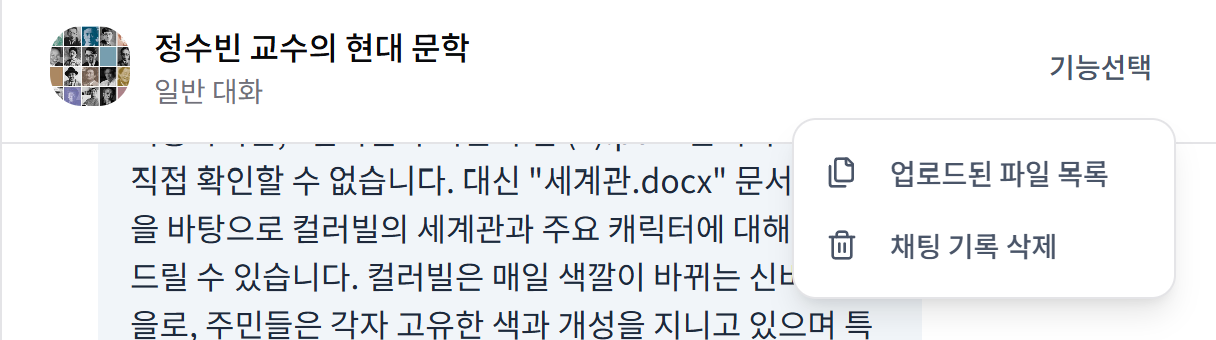 정수빈 교수의 현대 문학
일반 대화
기능선택
업로드된 파일 목록
채팅 기록 삭제
직접 확인할 수 없습니다. 대신 "세계관.docx" 문서
을 바탕으로 컬러빌의 세계관과 주요 캐릭터에 대해
드릴 수 있습니다. 컬러빌은 매일 색깔이 바뀌는
을로, 주민들은 각자 고유한 색과 개성을 지니고 있으며 특